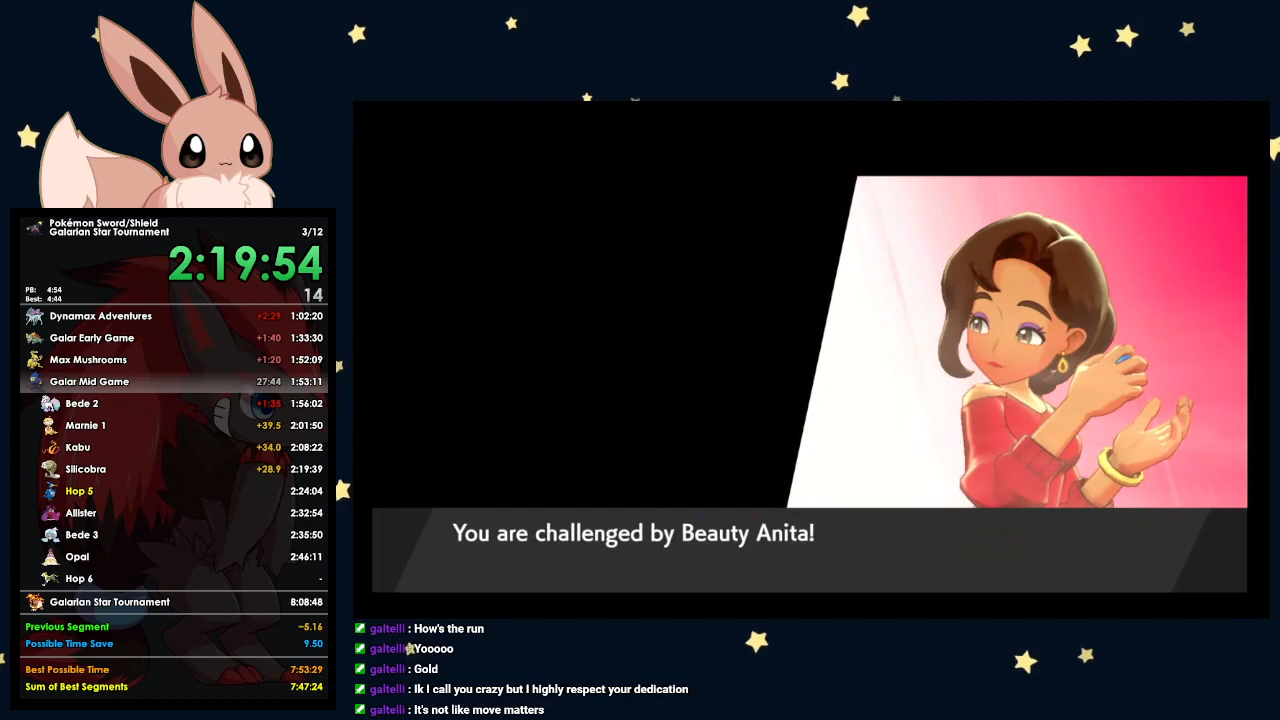 Pokémon Sword/Shield
Galarian Star Tournament 3/12
2:19:54
14
PB: 4:54
Best: 4:44
Dynamax Adventures +2:29 1:02:20
Galar Early Game +1:40 1:33:30
Max Mushrooms +1:20 1:52:09
Galar Mid Game 27:44 1:53:11
Bede 2 +1:35 1:56:02
Marnie 1 +39.5 2:01:50
Kabu +34.0 2:08:22
Silicobra +28.9 2:19:39
Hop 5 2:24:04
Allister 2:32:54
Bede 3 2:35:50
Opal 2:46:11
Hop 6 -
Galarian Star Tournament 8:08:48
Previous Segment −5.16
Possible Time Save 9.50
Best Possible Time 7:53:29
Sum of Best Segments 7:47:24
You are challenged by Beauty Anita!
galtelli : How's the run
galtelli : Yooooo
galtelli : Gold
galtelli : Ik I call you crazy but I highly respect your dedication
galtelli : It's not like move matters